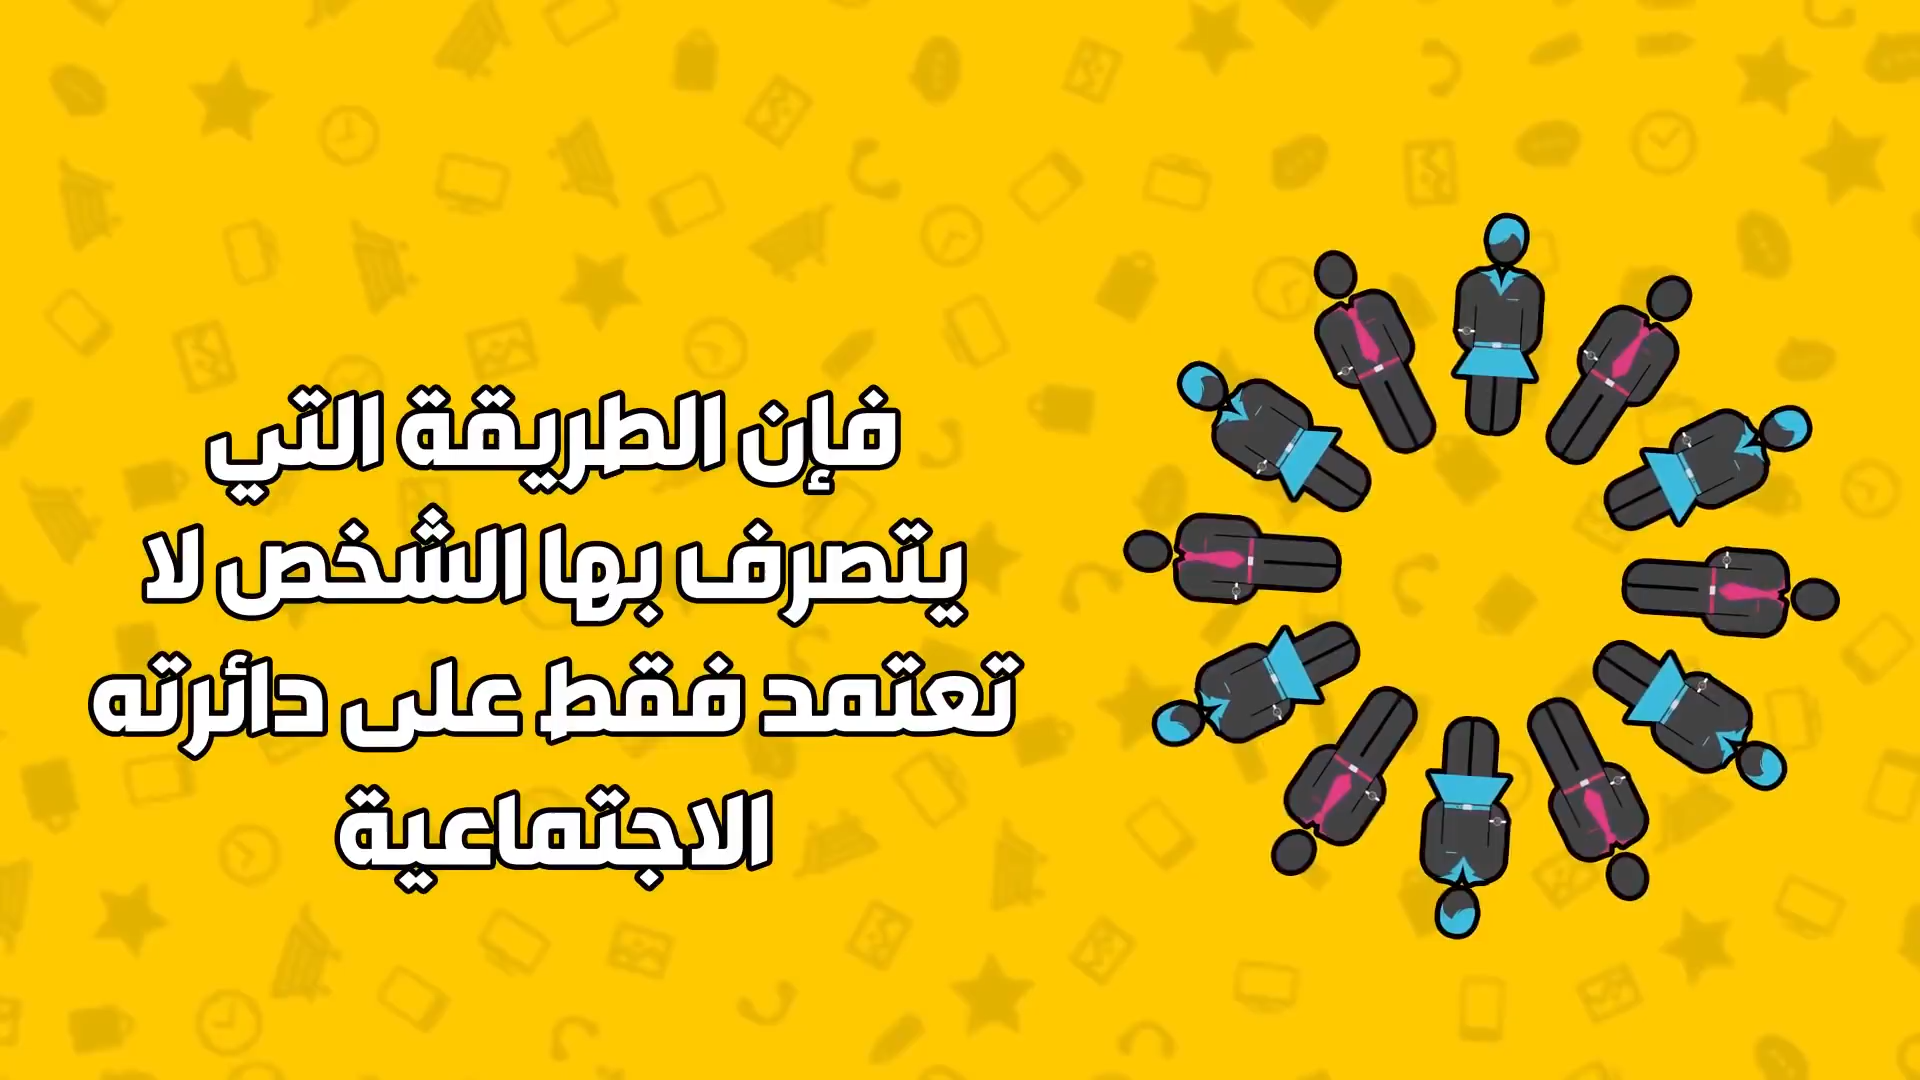 فإن الطريقة التي
يتصرف بها الشخص لا
تعتمد فقط على دائرته
الاجتماعية